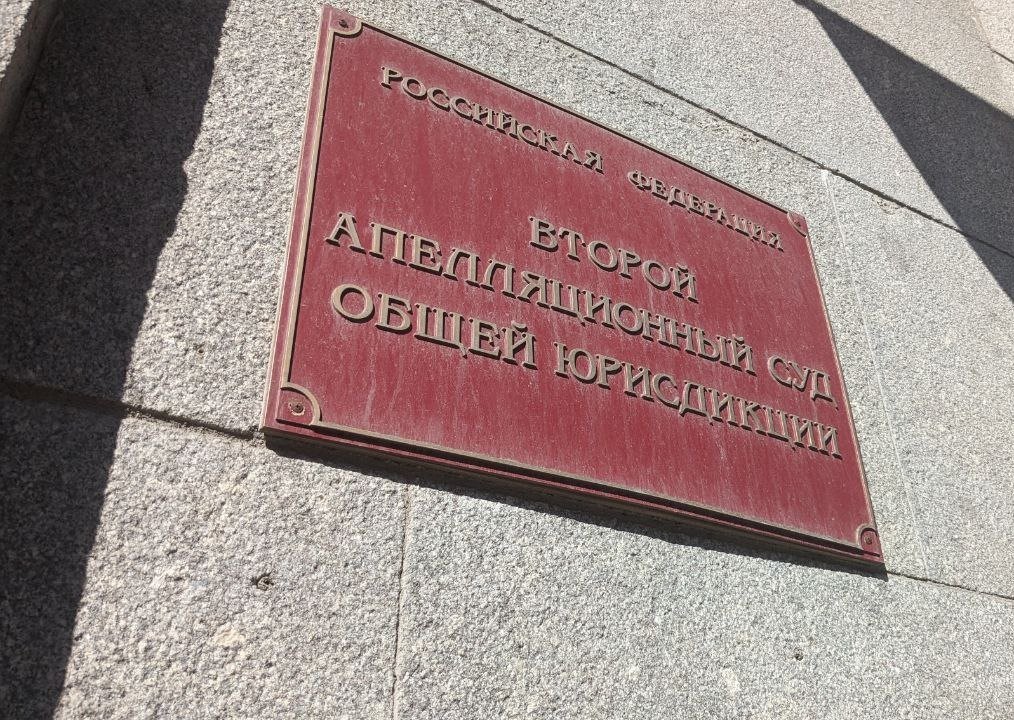 РОССИЙСКАЯ ФЕДЕРАЦИЯ
ВТОРОЙ
АПЕЛЛЯЦИОННЫЙ СУД
ОБЩЕЙ ЮРИСДИКЦИИ